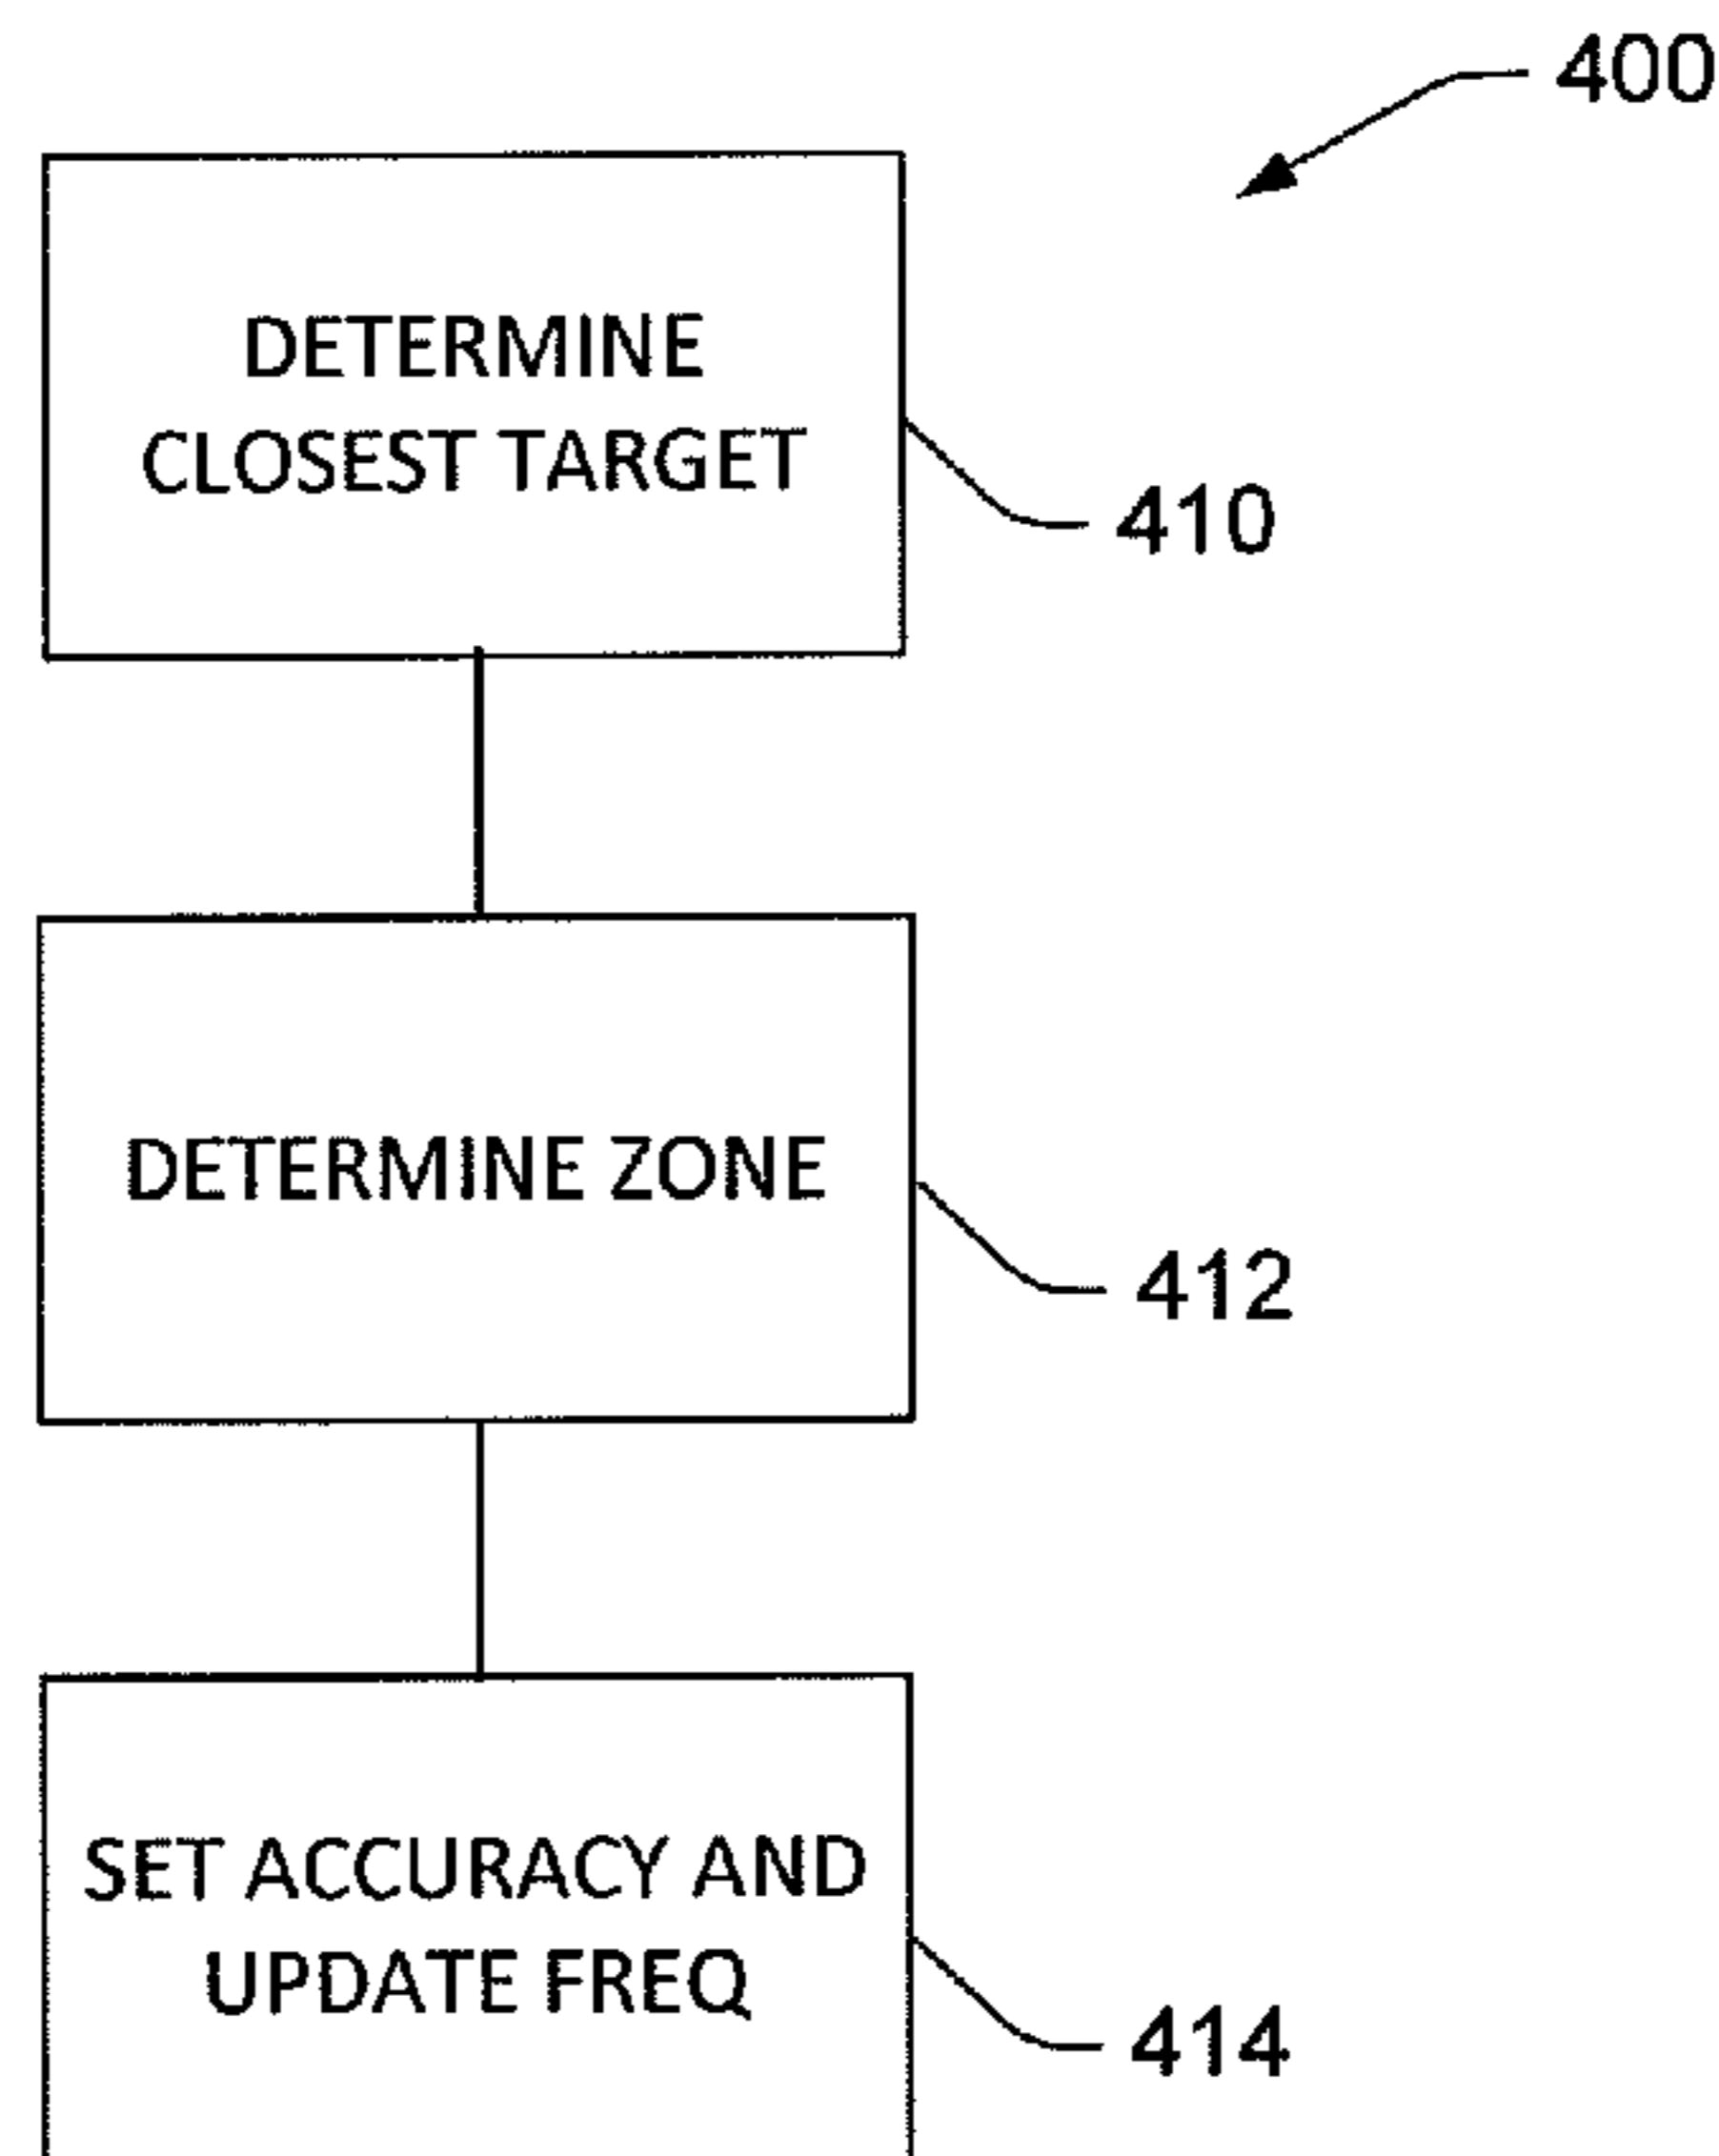 400
DETERMINE
CLOSEST TARGET
410
DETERMINE ZONE
412
SET ACCURACY AND
UPDATE FREQ
414